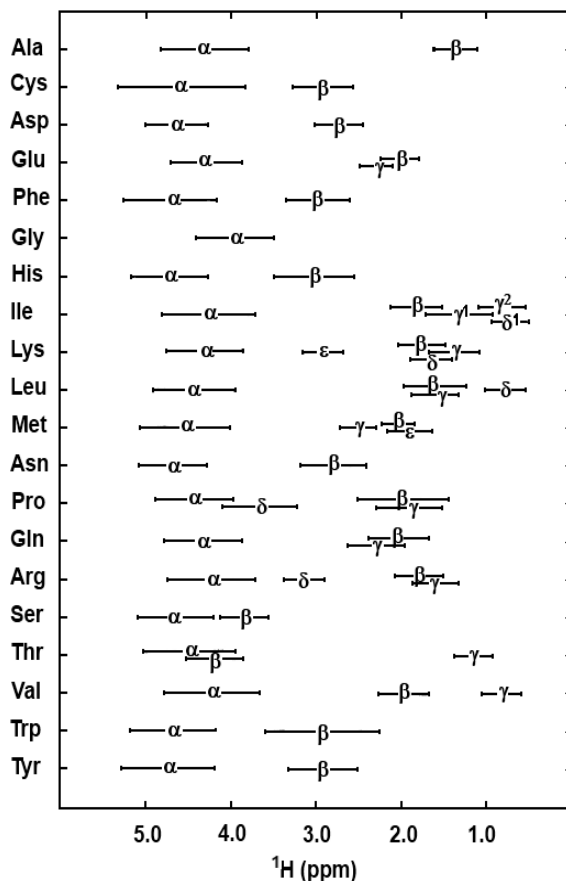 Ala α β
Cys α β
Asp α β
Glu α β γ
Phe α β
Gly α
His α β
Ile α β γ1 γ2 δ1
Lys α ε β γ δ
Leu α β γ δ
Met α γ β ε
Asn α β
Pro α δ β γ
Gln α γ β
Arg α δ β γ
Ser α β
Thr α β γ
Val α β γ
Trp α β
Tyr α β
5.0 4.0 3.0 2.0 1.0
1H (ppm)